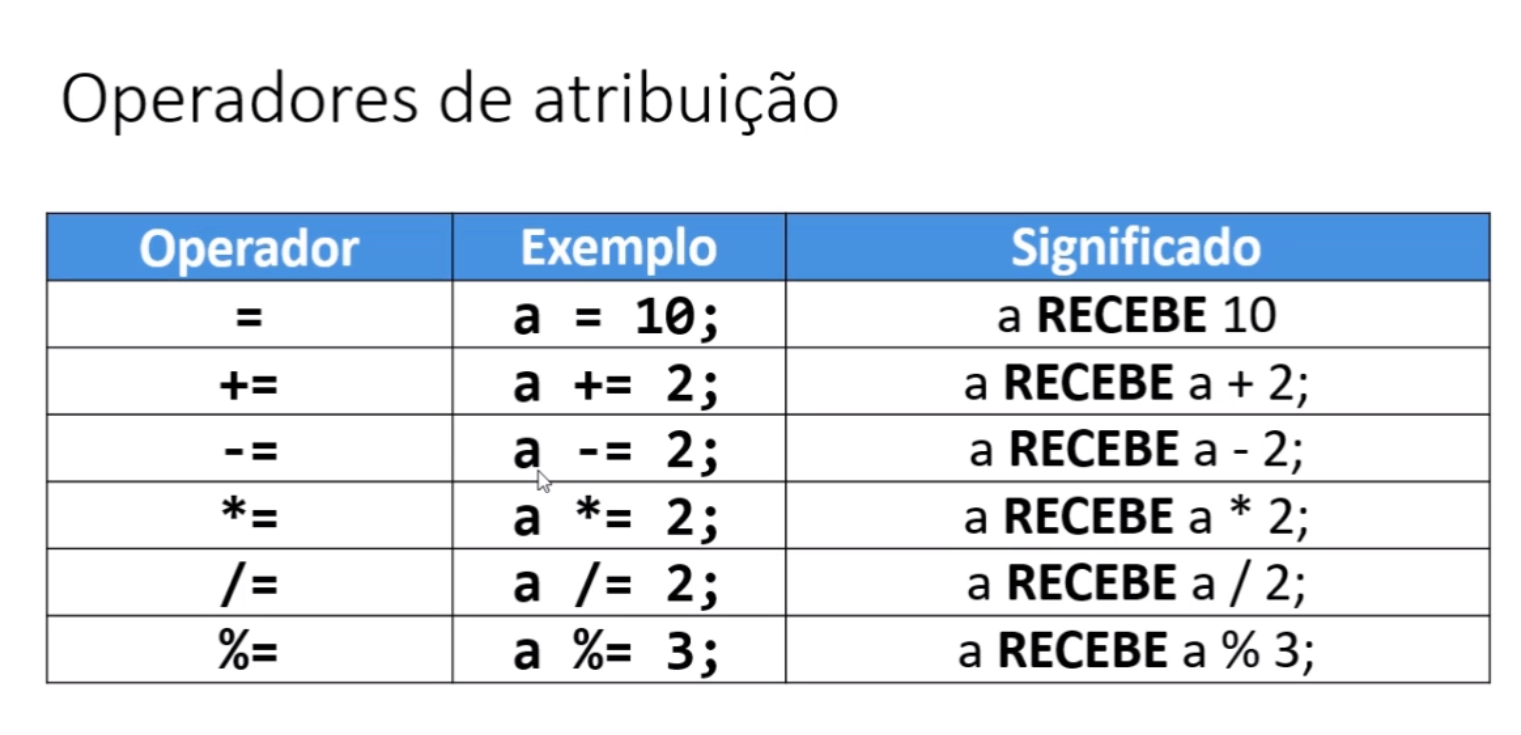 Operadores de atribuição
Operador Exemplo Significado
= a = 10; a RECEBE 10
+= a += 2; a RECEBE a + 2;
-= a -= 2; a RECEBE a - 2;
*= a *= 2; a RECEBE a * 2;
/= a /= 2; a RECEBE a / 2;
%= a %= 3; a RECEBE a % 3;